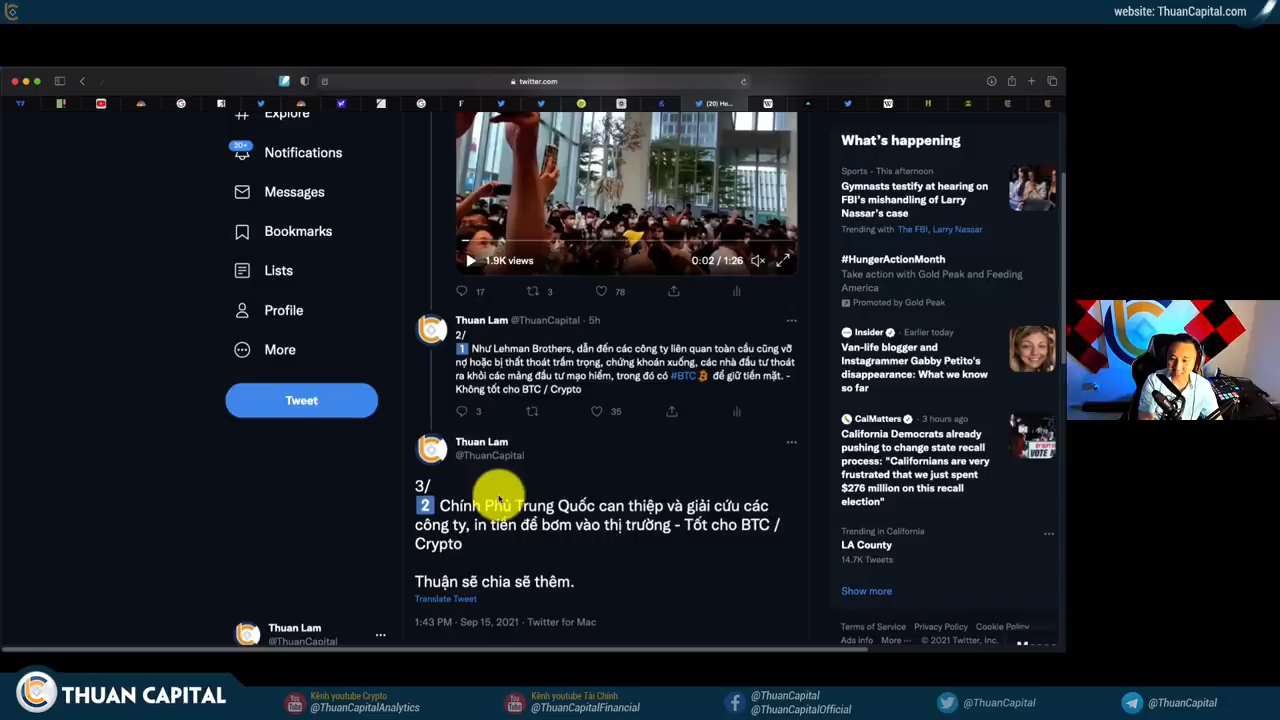 website: ThuanCapital.com
twitter.com
(20) Ho...
Explore
20+
Notifications
Messages
Bookmarks
Lists
Profile
More
Tweet
Thuan Lam
@ThuanCapital
1.9K views
0:02 / 1:26
17
3
78
Thuan Lam @ThuanCapital · 5h
2/
1 Như Lehman Brothers, dẫn đến các công ty liên quan toàn cầu cũng vỡ
nợ hoặc bị thất thoát trầm trọng, chứng khoán xuống, các nhà đầu tư thoát
ra khỏi các mảng đầu tư mạo hiểm, trong đó có #BTC để giữ tiền mặt. -
Không tốt cho BTC / Crypto
3
35
Thuan Lam
@ThuanCapital
3/
2 Chính Phủ Trung Quốc can thiệp và giải cứu các
công ty, in tiền để bơm vào thị trường - Tốt cho BTC /
Crypto
Thuận sẽ chia sẽ thêm.
Translate Tweet
1:43 PM · Sep 15, 2021 · Twitter for Mac
What's happening
Sports · This afternoon
Gymnasts testify at hearing on
FBI's mishandling of Larry
Nassar's case
Trending with The FBI, Larry Nassar
#HungerActionMonth
Take action with Gold Peak and Feeding
America
Promoted by Gold Peak
Insider · Earlier today
Van-life blogger and
Instagrammer Gabby Petito's
disappearance: What we know
so far
CalMatters · 3 hours ago
California Democrats already
pushing to change state recall
process: "Californians are very
frustrated that we just spent
$276 million on this recall
election"
VOTE
Trending in California
LA County
14.7K Tweets
Show more
Terms of Service Privacy Policy Cookie Policy
Ads info More ··· © 2021 Twitter, Inc.
THUAN CAPITAL
Kênh youtube Crypto
@ThuanCapitalAnalytics
Kênh youtube Tài Chính
@ThuanCapitalFinancial
@ThuanCapital
@ThuanCapitalOfficial
@ThuanCapital
@ThuanCapital